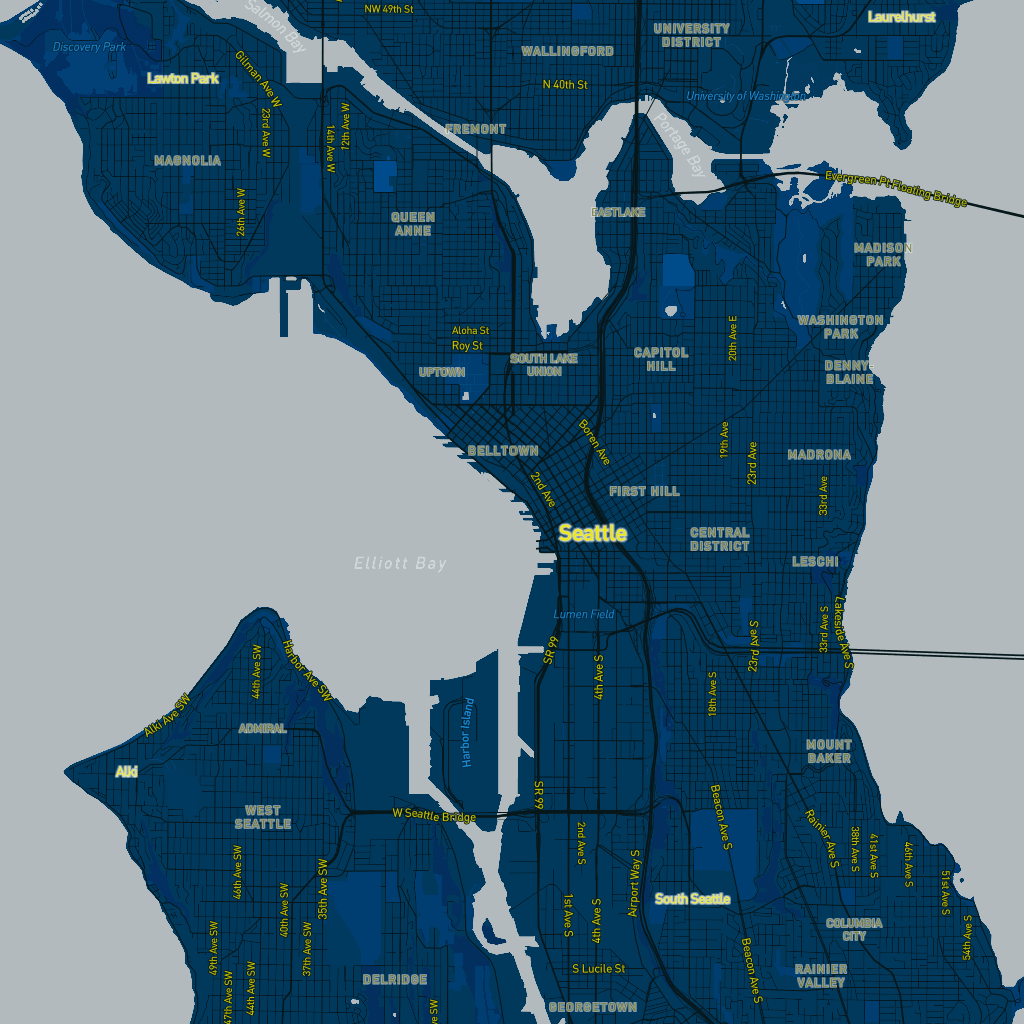 NW 49th St
Salmon Bay
Laurelhurst
UNIVERSITY
DISTRICT
Discovery Park
WALLINGFORD
Lawton Park
Gilman Ave W
N 40th St
University of Washington
23rd Ave W
14th Ave W
12th Ave W
FREMONT
Portage Bay
MAGNOLIA
Evergreen Pt Floating Bridge
26th Ave W
QUEEN
ANNE
EASTLAKE
MADISON
PARK
WASHINGTON
PARK
Aloha St
Roy St
20th Ave E
UPTOWN
SOUTH LAKE
UNION
CAPITOL
HILL
DENNY-
BLAINE
BELLTOWN
Boren Ave
19th Ave
23rd Ave
MADRONA
2nd Ave
FIRST HILL
33rd Ave
Seattle
CENTRAL
DISTRICT
Elliott Bay
LESCHI
Lumen Field
SR 99
4th Ave S
23rd Ave S
33rd Ave S
Lakeside Ave S
44th Ave SW
Harbor Ave SW
Alki Ave SW
18th Ave S
ADMIRAL
Harbor Island
MOUNT
BAKER
Alki
WEST
SEATTLE
W Seattle Bridge
SR 99
2nd Ave S
Beacon Ave S
Rainier Ave S
38th Ave S
41st Ave S
46th Ave S
51st Ave S
54th Ave S
46th Ave SW
40th Ave SW
35th Ave SW
Airport Way S
South Seattle
1st Ave S
4th Ave S
COLUMBIA
CITY
49th Ave SW
37th Ave SW
47th Ave SW
44th Ave SW
DELRIDGE
S Lucile St
Beacon Ave S
RAINIER
VALLEY
GEORGETOWN
ve SW